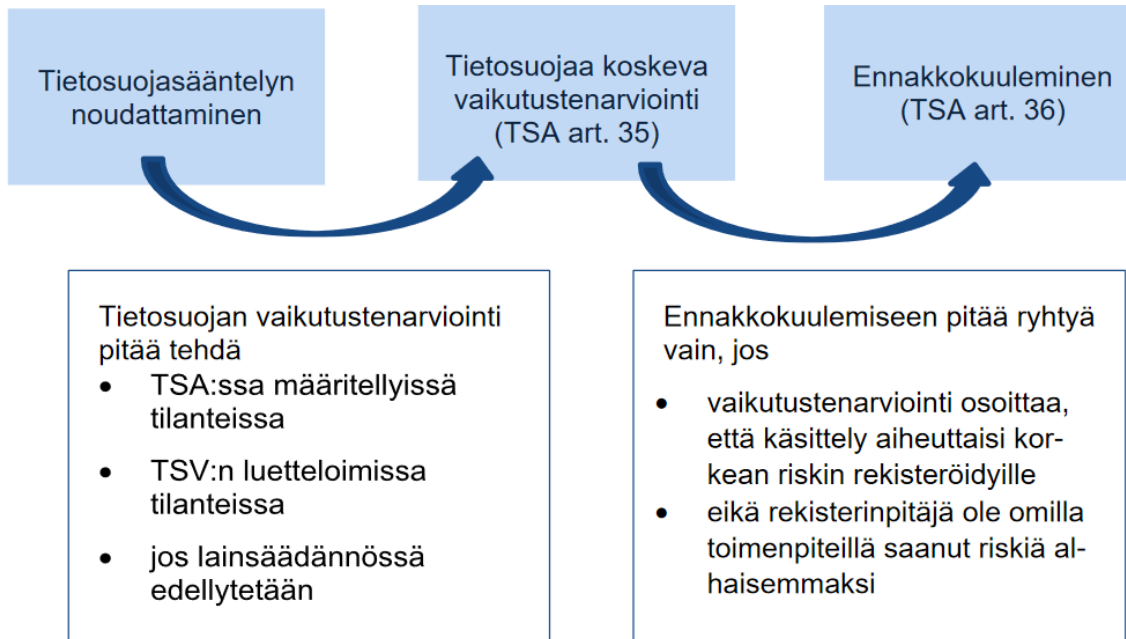 Tietosuojasääntelyn
noudattaminen
Tietosuojaa koskeva
vaikutustenarviointi
(TSA art. 35)
Ennakkokuuleminen
(TSA art. 36)
Tietosuojan vaikutustenarviointi
pitää tehdä
• TSA:ssa määritellyissä
tilanteissa
• TSV:n luetteloimissa
tilanteissa
• jos lainsäädännössä
edellytetään
Ennakkokuulemiseen pitää ryhtyä
vain, jos
• vaikutustenarviointi osoittaa,
että käsittely aiheuttaisi kor-
kean riskin rekisteröidyille
• eikä rekisterinpitäjä ole omilla
toimenpiteillä saanut riskiä al-
haisemmaksi